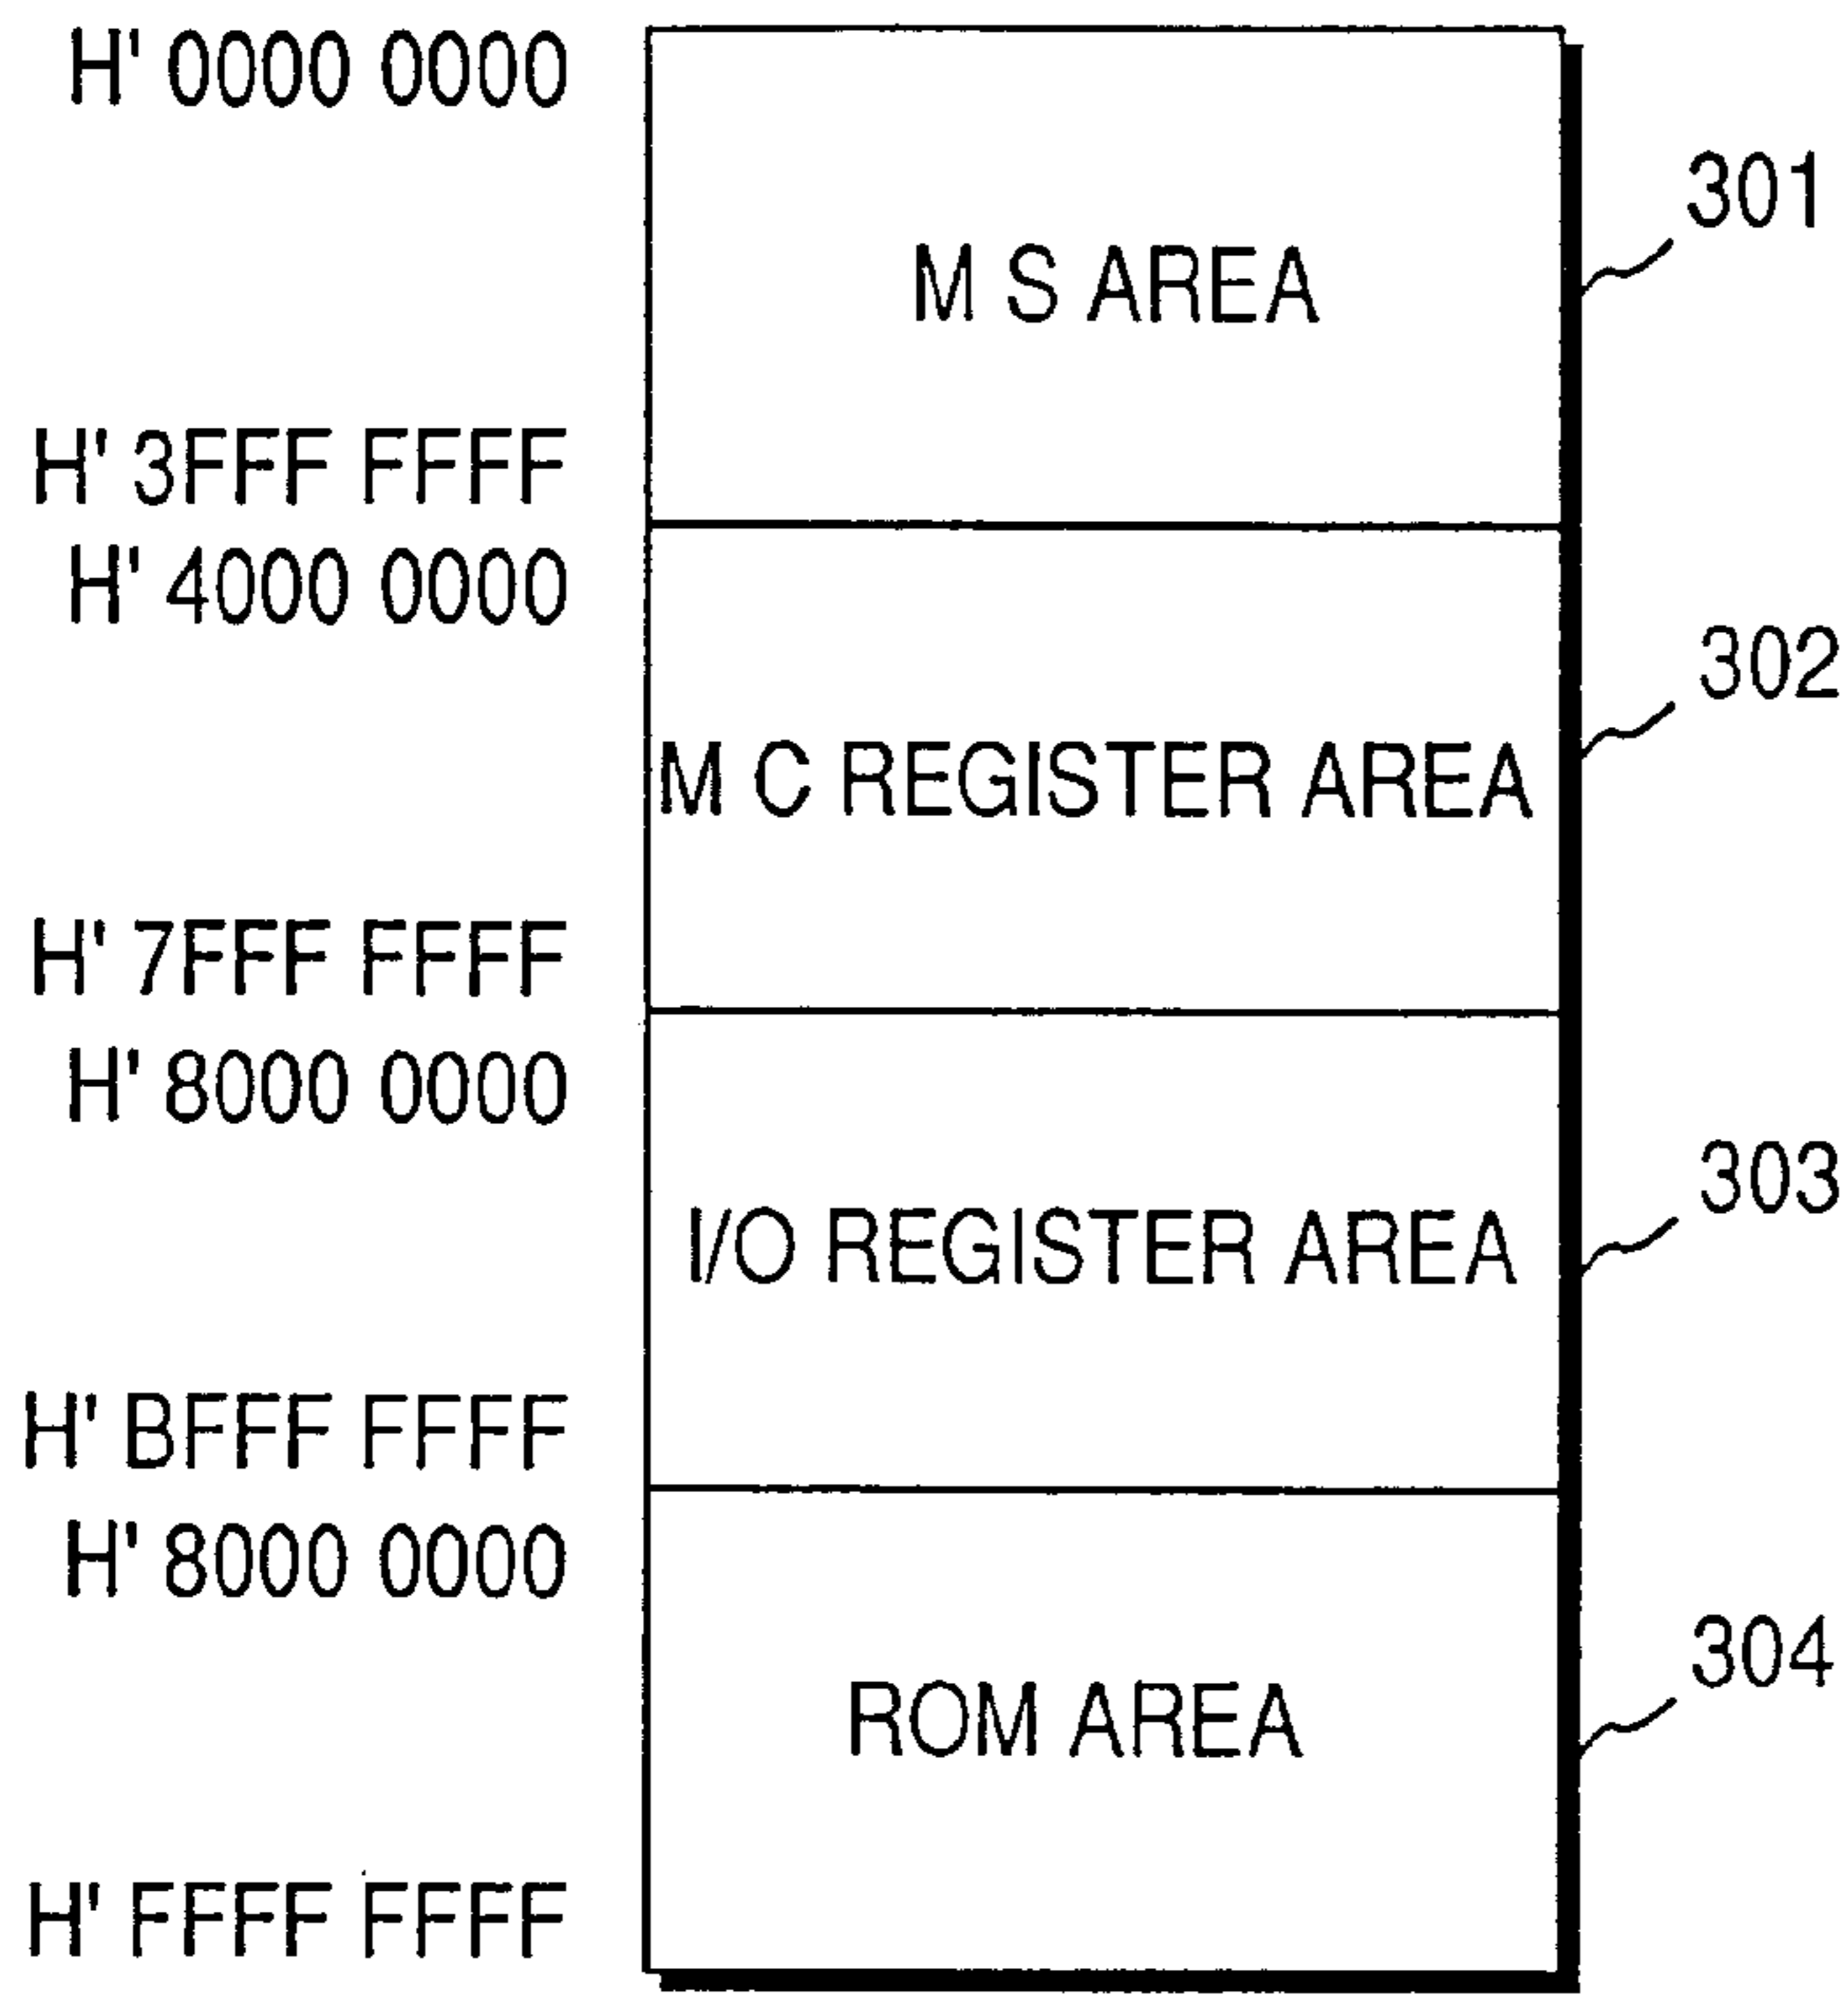 H' 0000 0000
301
M S AREA
H' 3FFF FFFF
H' 4000 0000
302
M C REGISTER AREA
H' 7FFF FFFF
H' 8000 0000
303
I/O REGISTER AREA
H' BFFF FFFF
H' 8000 0000
304
ROM AREA
H' FFFF FFFF